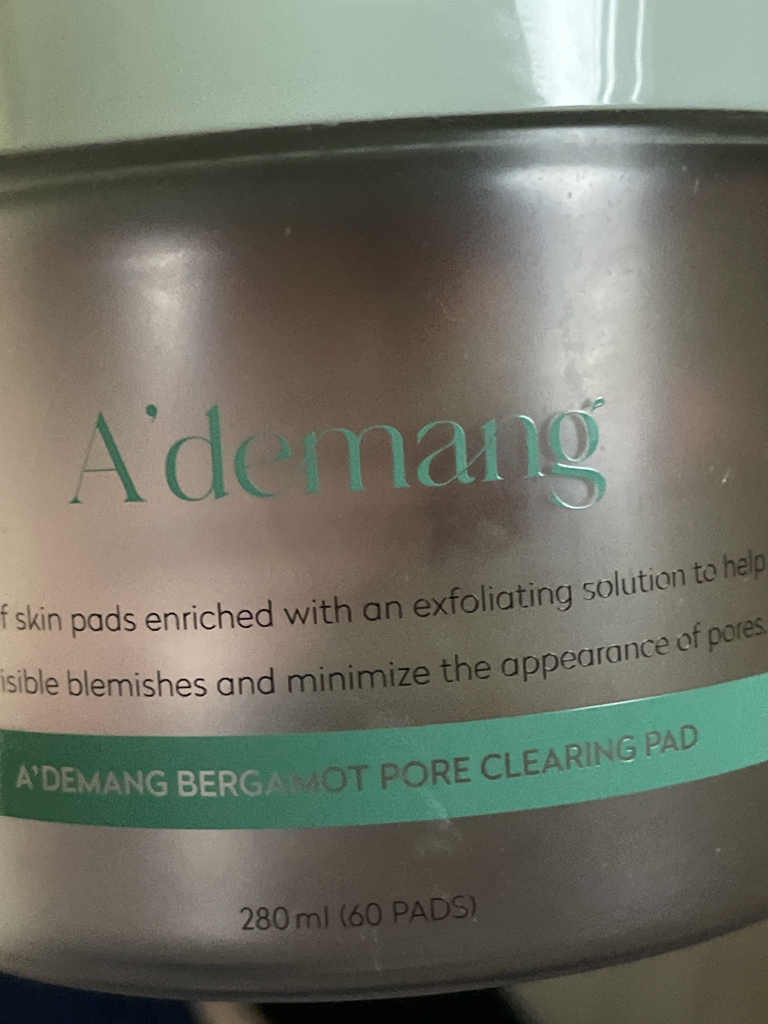 A'demang
f skin pads enriched with an exfoliating solution to help
isible blemishes and minimize the appearance of pores.
A'DEMANG BERGAMOT PORE CLEARING PAD
280 ml (60 PADS)